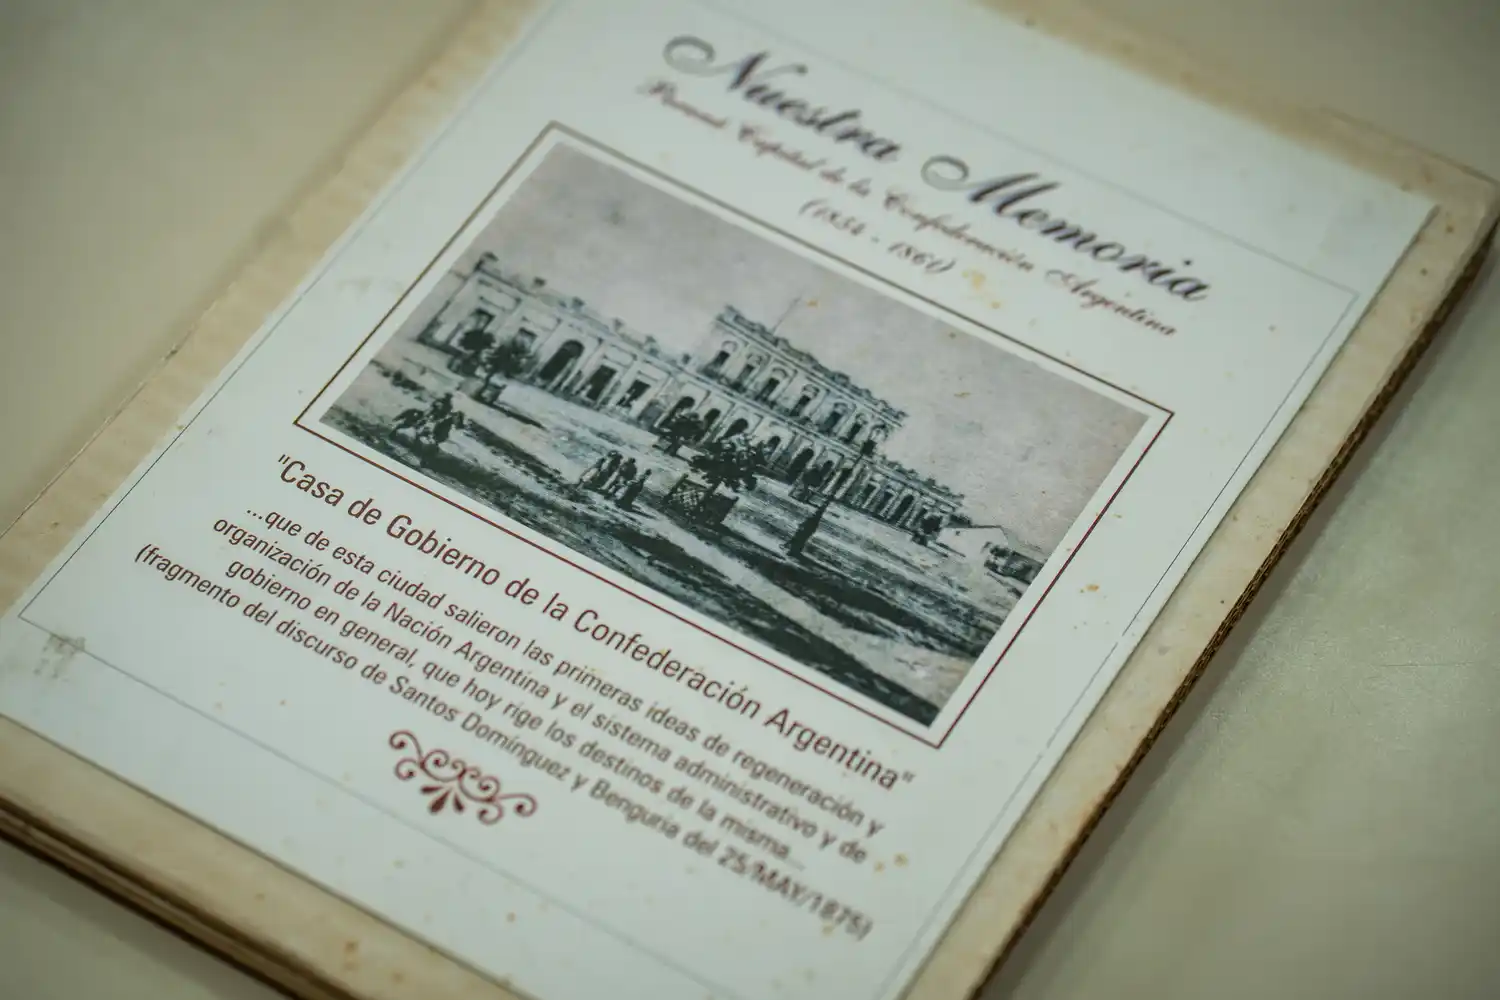 Nuestra Memoria
Paraná Capital de la Confederación Argentina
(1854 - 1861)
"Casa de Gobierno de la Confederación Argentina"
...que de esta ciudad salieron las primeras ideas de regeneración y
organización de la Nación Argentina y el sistema administrativo y de
gobierno en general, que hoy rige los destinos de la misma...
(fragmento del discurso de Santos Domínguez y Benguria del 25/MAY/1875)